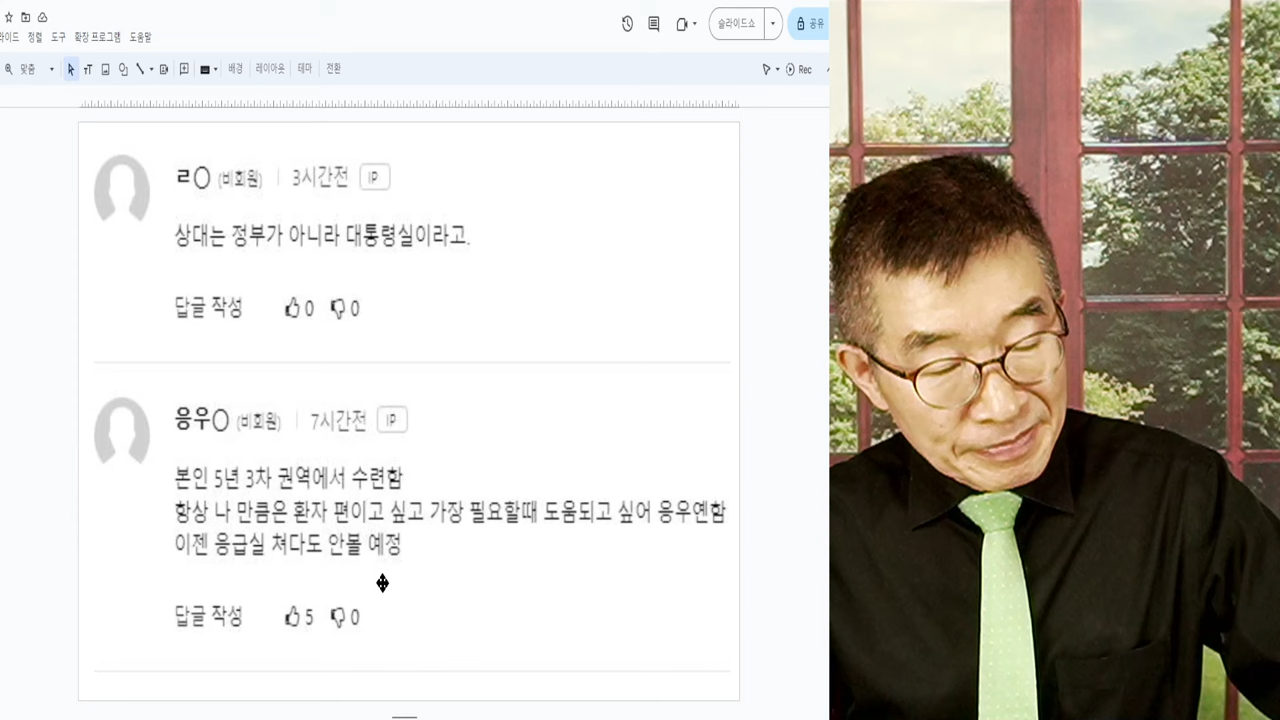 라이드 정렬 도구 확장 프로그램 도움말
슬라이드쇼
공유
맞춤
배경 레이아웃 테마 전환
Rec
ㄹ〇 (비회원) 3시간전 IP
상대는 정부가 아니라 대통령실이라고.
답글 작성 0 0
응우〇 (비회원) 7시간전 IP
본인 5년 3차 권역에서 수련함
항상 나 만큼은 환자 편이고 싶고 가장 필요할때 도움되고 싶어 응우연함
이젠 응급실 쳐다도 안볼 예정
답글 작성 5 0